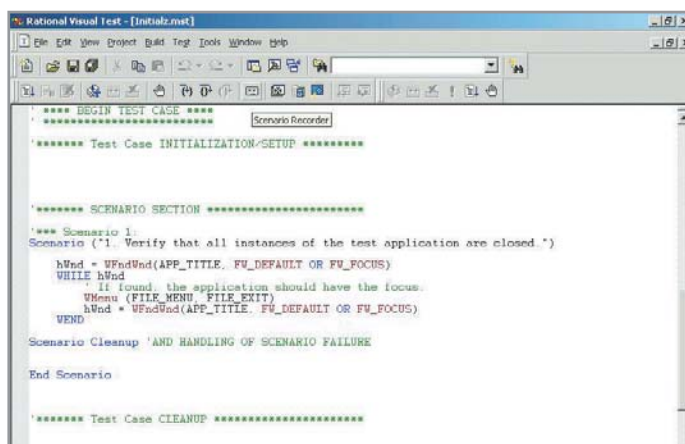 Rational Visual Test - [Initialz.mst]
File Edit View Project Build Test Tools Window Help
' **** BEGIN TEST CASE ****
' *************************
Scenario Recorder
'******* Test Case INITIALIZATION/SETUP *********
'******* SCENARIO SECTION ***********************
'*** Scenario 1:
Scenario ("1. Verify that all instances of the test application are closed.")
hWnd = WFndWnd(APP_TITLE, FW_DEFAULT OR FW_FOCUS)
WHILE hWnd
' If found, the application should have the focus.
WMenu (FILE_MENU, FILE_EXIT)
hWnd = WFndWnd(APP_TITLE, FW_DEFAULT OR FW_FOCUS)
WEND
Scenario Cleanup 'AND HANDLING OF SCENARIO FAILURE
End Scenario
'******* Test Case CLEANUP **********************